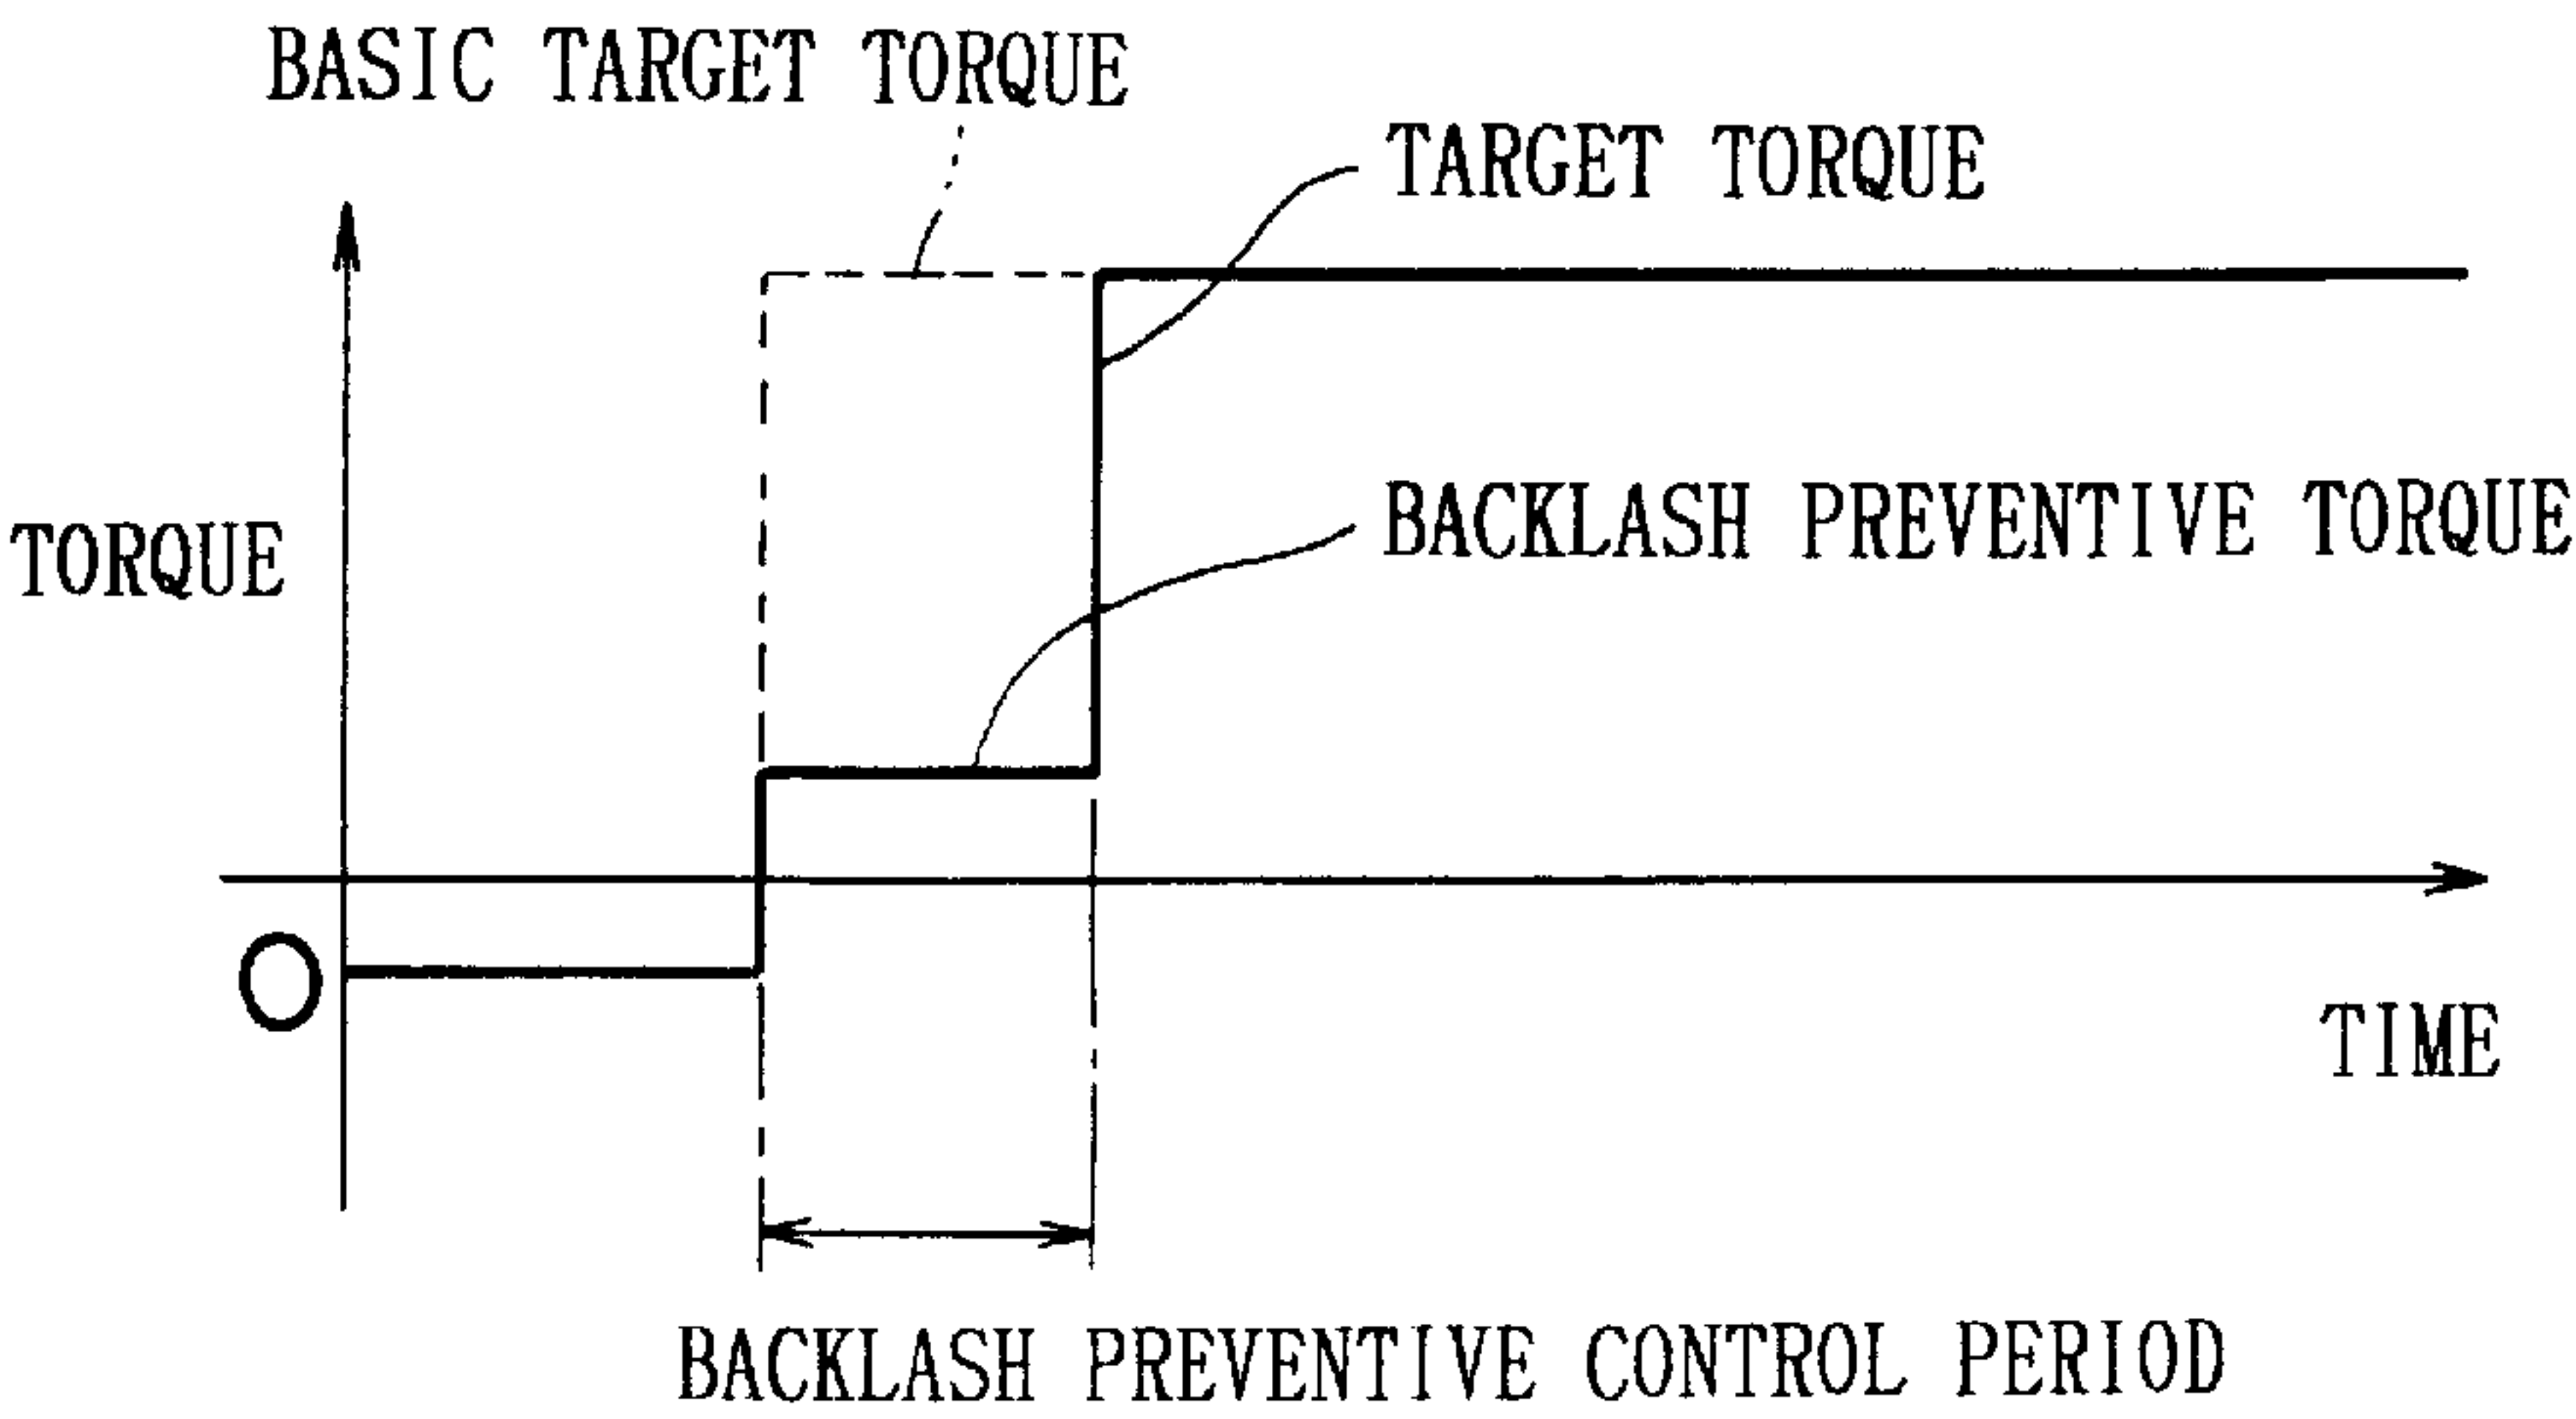 BASIC TARGET TORQUE
TARGET TORQUE
BACKLASH PREVENTIVE TORQUE
TORQUE
O
TIME
BACKLASH PREVENTIVE CONTROL PERIOD